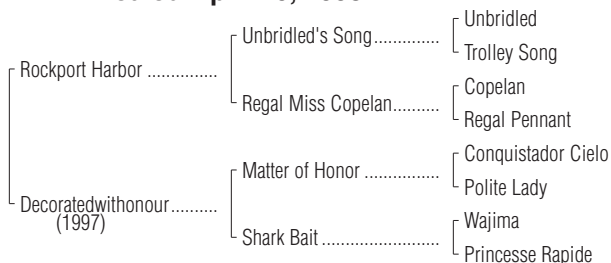 Unbridled
Unbridled's Song..............
Trolley Song
Rockport Harbor ...............
Copelan
Regal Miss Copelan..........
Regal Pennant
Conquistador Cielo
Matter of Honor ................
Polite Lady
Decoratedwithonour..........
(1997)
Wajima
Shark Bait .........................
Princesse Rapide